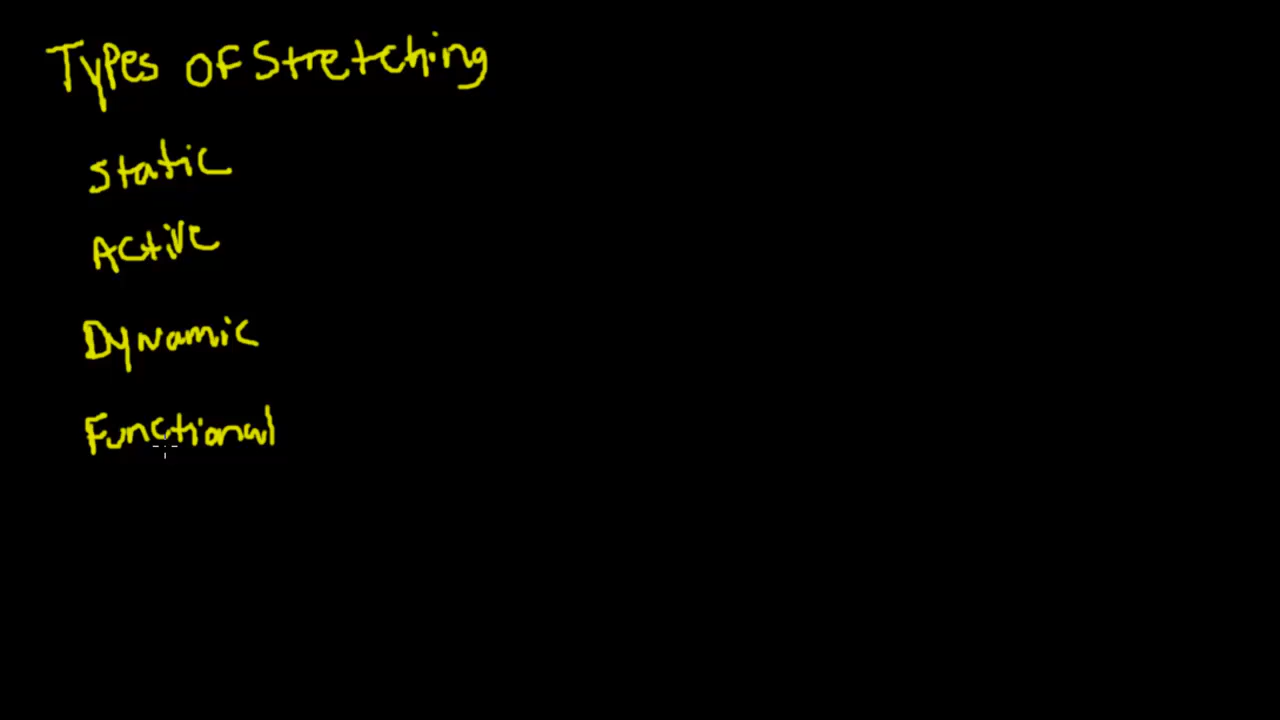 Types of Stretching
Static
Active
Dynamic
Functional